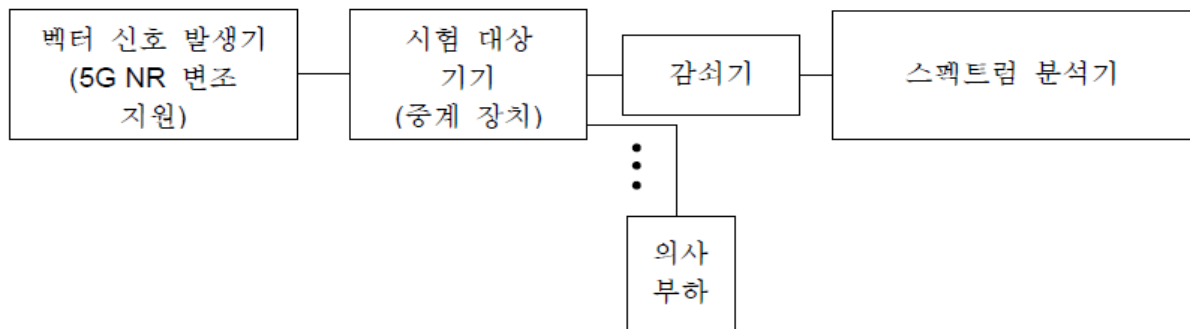 벡터 신호 발생기
(5G NR 변조
지원)
시험 대상
기기
(중계 장치)
감쇠기
스펙트럼 분석기
의사
부하